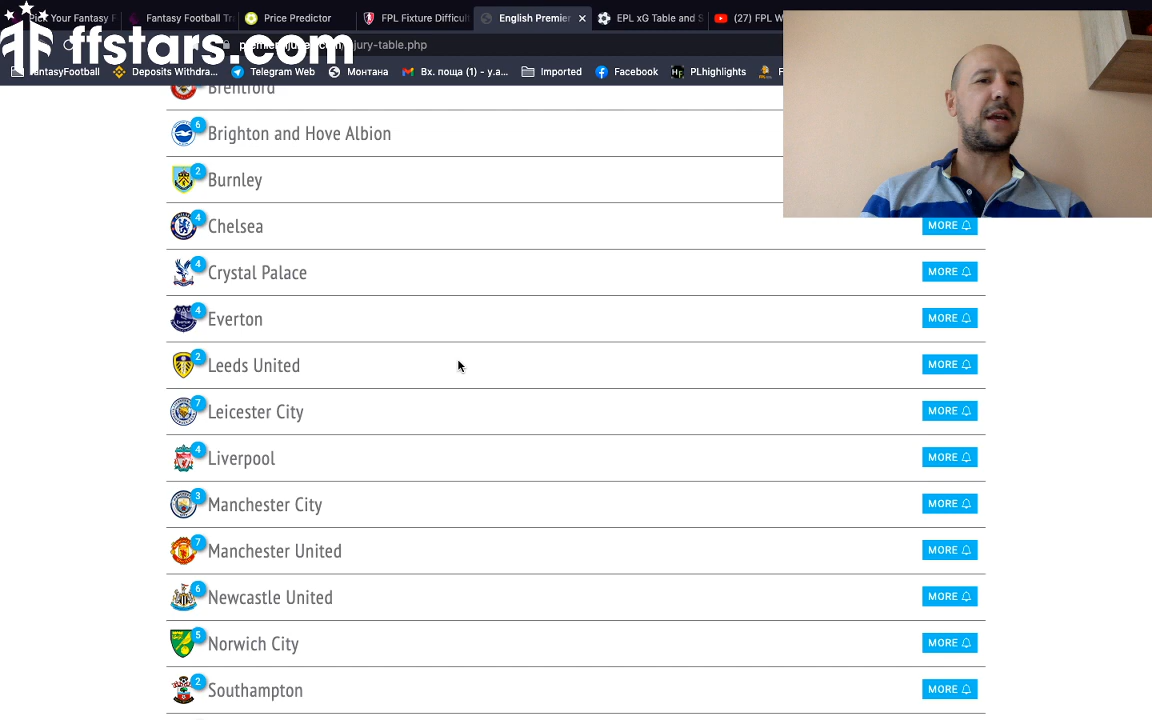 Pick Your Fantasy F
Fantasy Football Tra
Price Predictor
FPL Fixture Difficult
English Premier
EPL xG Table and S
(27) FPL W
ffstars.com
jury-table.php
FantasyFootball
Deposits Withdra...
Telegram Web
Монтана
Вх. поща (1) - y.a...
Imported
Facebook
PLhighlights
Brentford
6 Brighton and Hove Albion
2 Burnley
4 Chelsea MORE
4 Crystal Palace MORE
4 Everton MORE
2 Leeds United MORE
7 Leicester City MORE
4 Liverpool MORE
3 Manchester City MORE
7 Manchester United MORE
6 Newcastle United MORE
5 Norwich City MORE
2 Southampton MORE